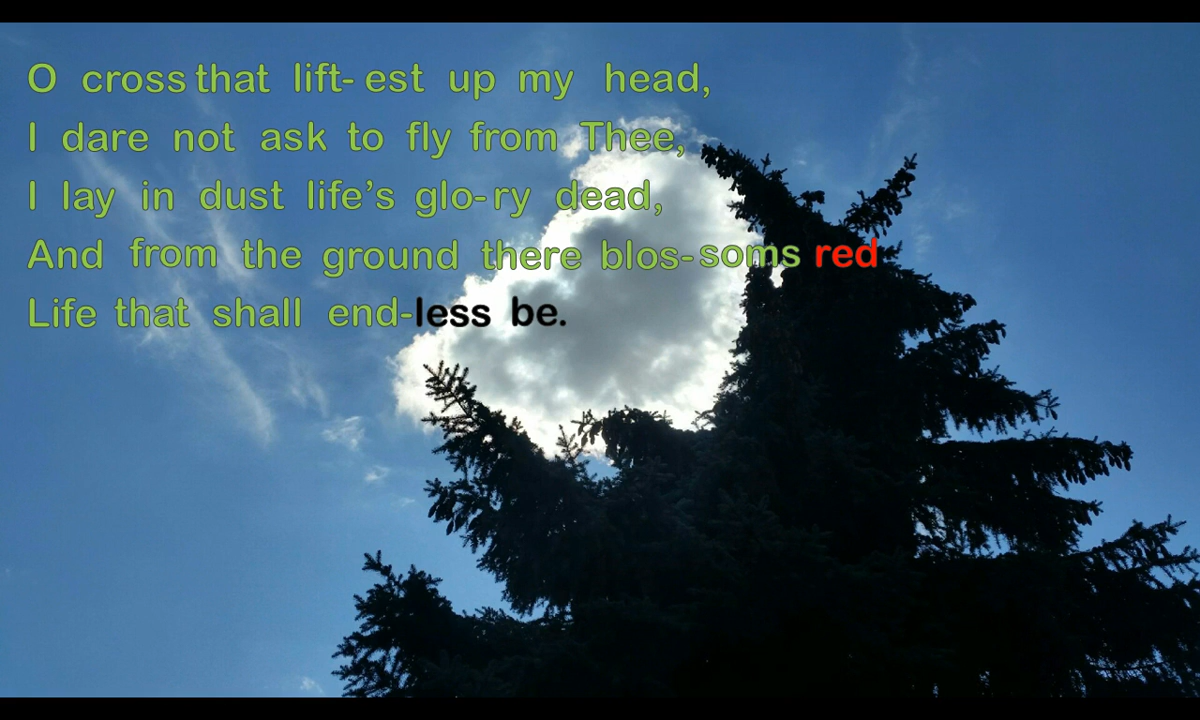 O cross that lift- est up my head,
I dare not ask to fly from Thee,
I lay in dust life’s glo- ry dead,
And from the ground there blos- soms red
Life that shall end- less be.